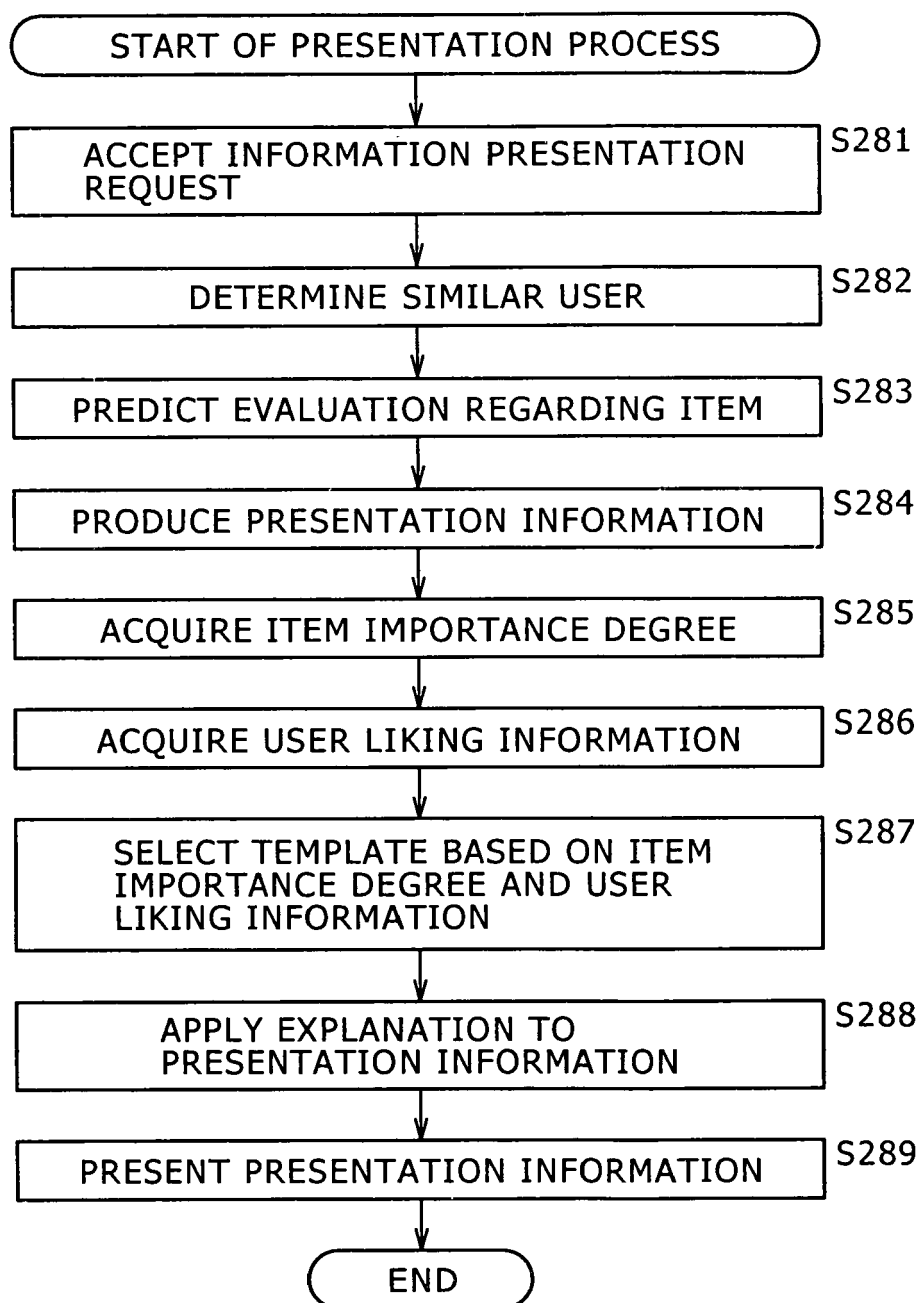 START OF PRESENTATION PROCESS
S281
ACCEPT INFORMATION PRESENTATION
REQUEST
S282
DETERMINE SIMILAR USER
S283
PREDICT EVALUATION REGARDING ITEM
S284
PRODUCE PRESENTATION INFORMATION
S285
ACQUIRE ITEM IMPORTANCE DEGREE
S286
ACQUIRE USER LIKING INFORMATION
S287
SELECT TEMPLATE BASED ON ITEM
IMPORTANCE DEGREE AND USER
LIKING INFORMATION
S288
APPLY EXPLANATION TO
PRESENTATION INFORMATION
S289
PRESENT PRESENTATION INFORMATION
END